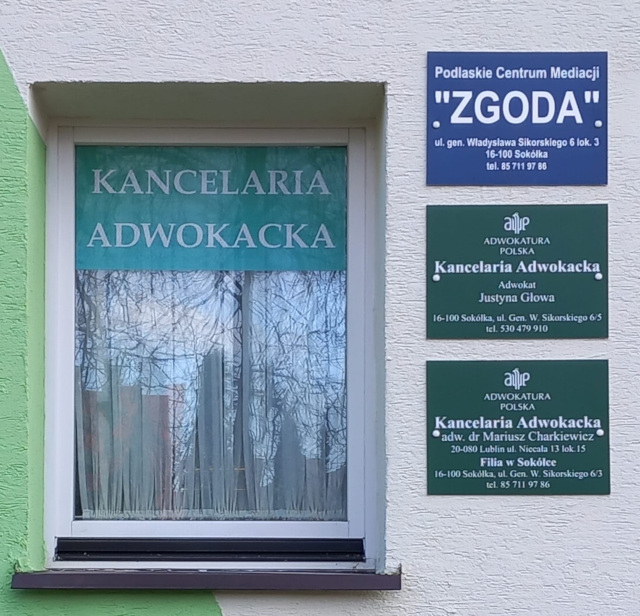 KANCELARIA
ADWOKACKA
Podlaskie Centrum Mediacji
"ZGODA"
ul. gen. Władysława Sikorskiego 6 lok. 3
16-100 Sokółka
tel. 85 711 97 86
ADWOKATURA
POLSKA
Kancelaria Adwokacka
Adwokat
Justyna Głowa
16-100 Sokółka, ul. Gen. W. Sikorskiego 6/5
tel. 530 479 910
ADWOKATURA
POLSKA
Kancelaria Adwokacka
adw. dr Mariusz Charkiewicz
20-080 Lublin ul. Niecała 13 lok.15
Filia w Sokółce
16-100 Sokółka, ul. Gen. W. Sikorskiego 6/3
tel. 85 711 97 86